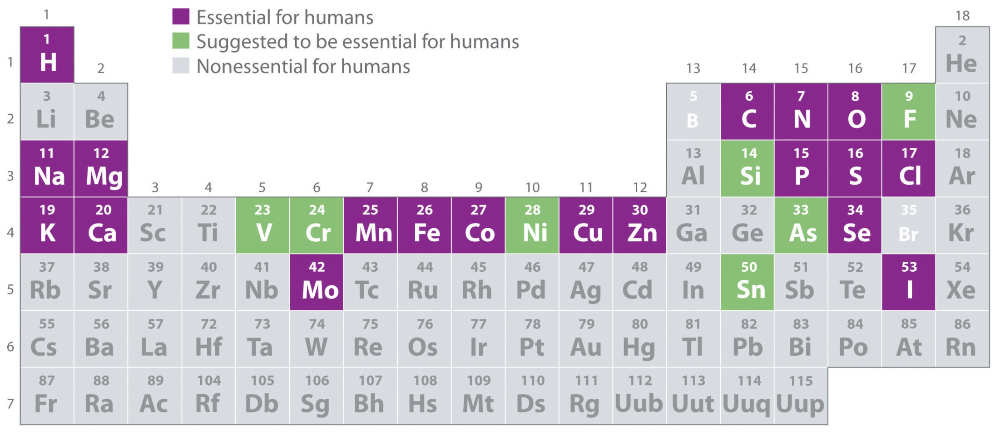 1 18
Essential for humans
Suggested to be essential for humans
Nonessential for humans
2 13 14 15 16 17
1 1 2
H He
3 4 5 6 7 8 9 10
2 Li Be B C N O F Ne
11 12 13 14 15 16 17 18
3 Na Mg Al Si P S Cl Ar
3 4 5 6 7 8 9 10 11 12
19 20 21 22 23 24 25 26 27 28 29 30 31 32 33 34 35 36
4 K Ca Sc Ti V Cr Mn Fe Co Ni Cu Zn Ga Ge As Se Br Kr
37 38 39 40 41 42 43 44 45 46 47 48 49 50 51 52 53 54
5 Rb Sr Y Zr Nb Mo Tc Ru Rh Pd Ag Cd In Sn Sb Te I Xe
55 56 57 72 73 74 75 76 77 78 79 80 81 82 83 84 85 86
6 Cs Ba La Hf Ta W Re Os Ir Pt Au Hg Tl Pb Bi Po At Rn
87 88 89 104 105 106 107 108 109 110 111 112 113 114 115
7 Fr Ra Ac Rf Db Sg Bh Hs Mt Ds Rg Uub Uut Uuq Uup